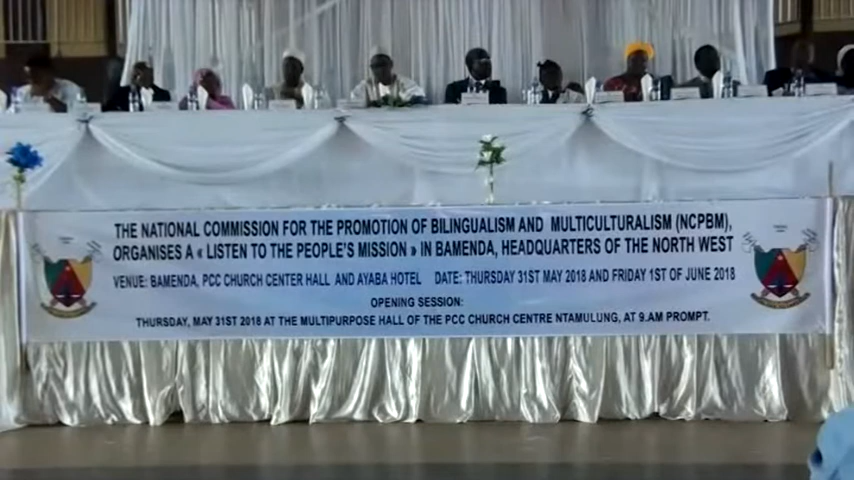 THE NATIONAL COMMISSION FOR THE PROMOTION OF BILINGUALISM AND MULTICULTURALISM (NCPBM),
ORGANISES A « LISTEN TO THE PEOPLE'S MISSION » IN BAMENDA, HEADQUARTERS OF THE NORTH WEST
VENUE: BAMENDA, PCC CHURCH CENTER HALL AND AYABA HOTEL DATE: THURSDAY 31ST MAY 2018 AND FRIDAY 1ST OF JUNE 2018
OPENING SESSION:
THURSDAY, MAY 31ST 2018 AT THE MULTIPURPOSE HALL OF THE PCC CHURCH CENTRE NTAMULUNG, AT 9.AM PROMPT.